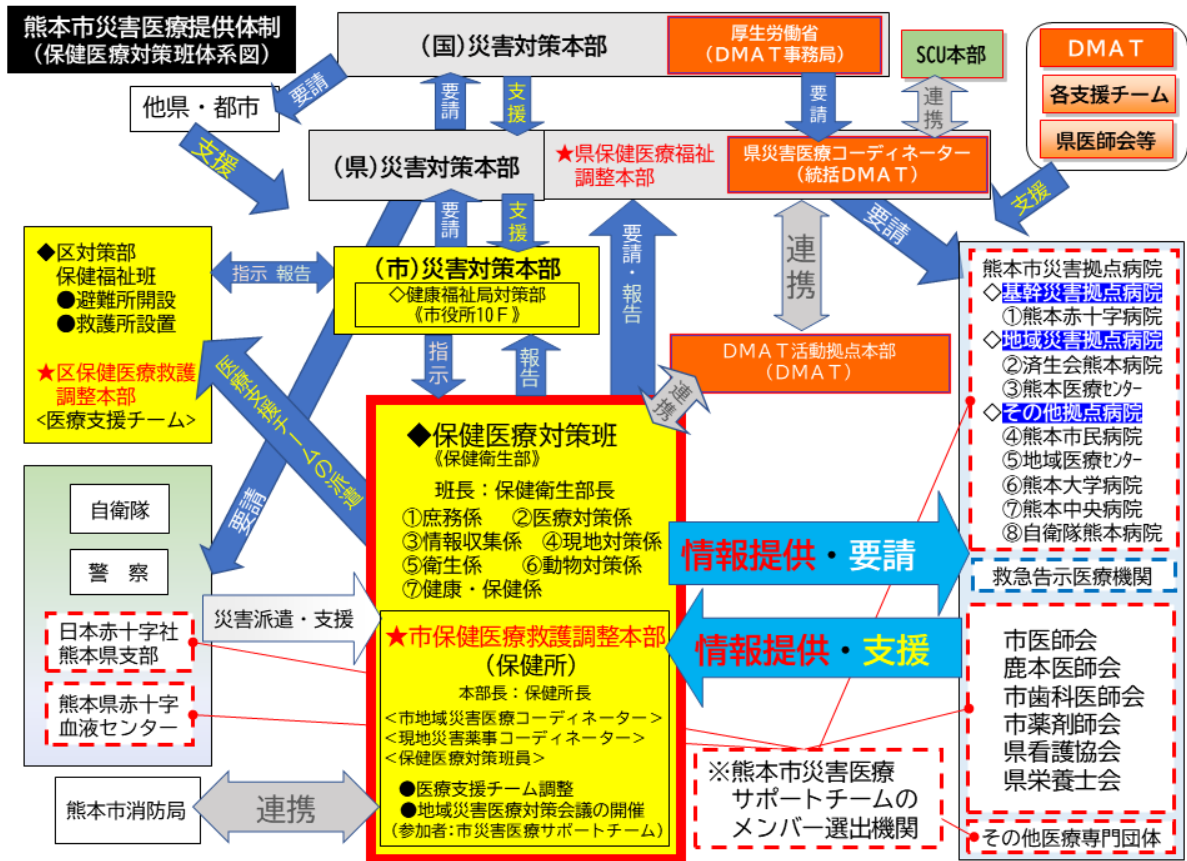 熊本市災害医療提供体制
(保健医療対策班体系図)
(国)災害対策本部
厚生労働省
(DMAT事務局)
SCU本部
DMAT
各支援チーム
県医師会等
要請
他県・都市
要請
支援
要請
連携
支援
(県)災害対策本部
★県保健医療福祉
調整本部
県災害医療コーディネーター
(統括DMAT)
支援
要請
支援
要請・報告
連携
要請
◆区対策部
保健福祉班
●避難所開設
●救護所設置
★区保健医療救護
調整本部
<医療支援チーム>
指示 報告
(市)災害対策本部
◇健康福祉局対策部
《市役所10F》
指示
報告
DMAT活動拠点本部
(DMAT)
連携
医療支援チームの派遣
要請
熊本市災害拠点病院
◇基幹災害拠点病院
①熊本赤十字病院
◇地域災害拠点病院
②済生会熊本病院
③熊本医療センター
◇その他拠点病院
④熊本市民病院
⑤地域医療センター
⑥熊本大学病院
⑦熊本中央病院
⑧自衛隊熊本病院
救急告示医療機関
◆保健医療対策班
《保健衛生部》
班長：保健衛生部長
①庶務係 ②医療対策係
③情報収集係 ④現地対策係
⑤衛生係 ⑥動物対策係
⑦健康・保健係
情報提供・要請
情報提供・支援
自衛隊
警 察
日本赤十字社
熊本県支部
熊本県赤十字
血液センター
災害派遣・支援
★市保健医療救護調整本部
(保健所)
本部長：保健所長
<市地域災害医療コーディネーター>
<現地災害薬事コーディネーター>
<保健医療対策班員>
●医療支援チーム調整
●地域災害医療対策会議の開催
(参加者:市災害医療サポートチーム)
熊本市消防局
連携
市医師会
鹿本医師会
市歯科医師会
市薬剤師会
県看護協会
県栄養士会
※熊本市災害医療
サポートチームの
メンバー選出機関
その他医療専門団体